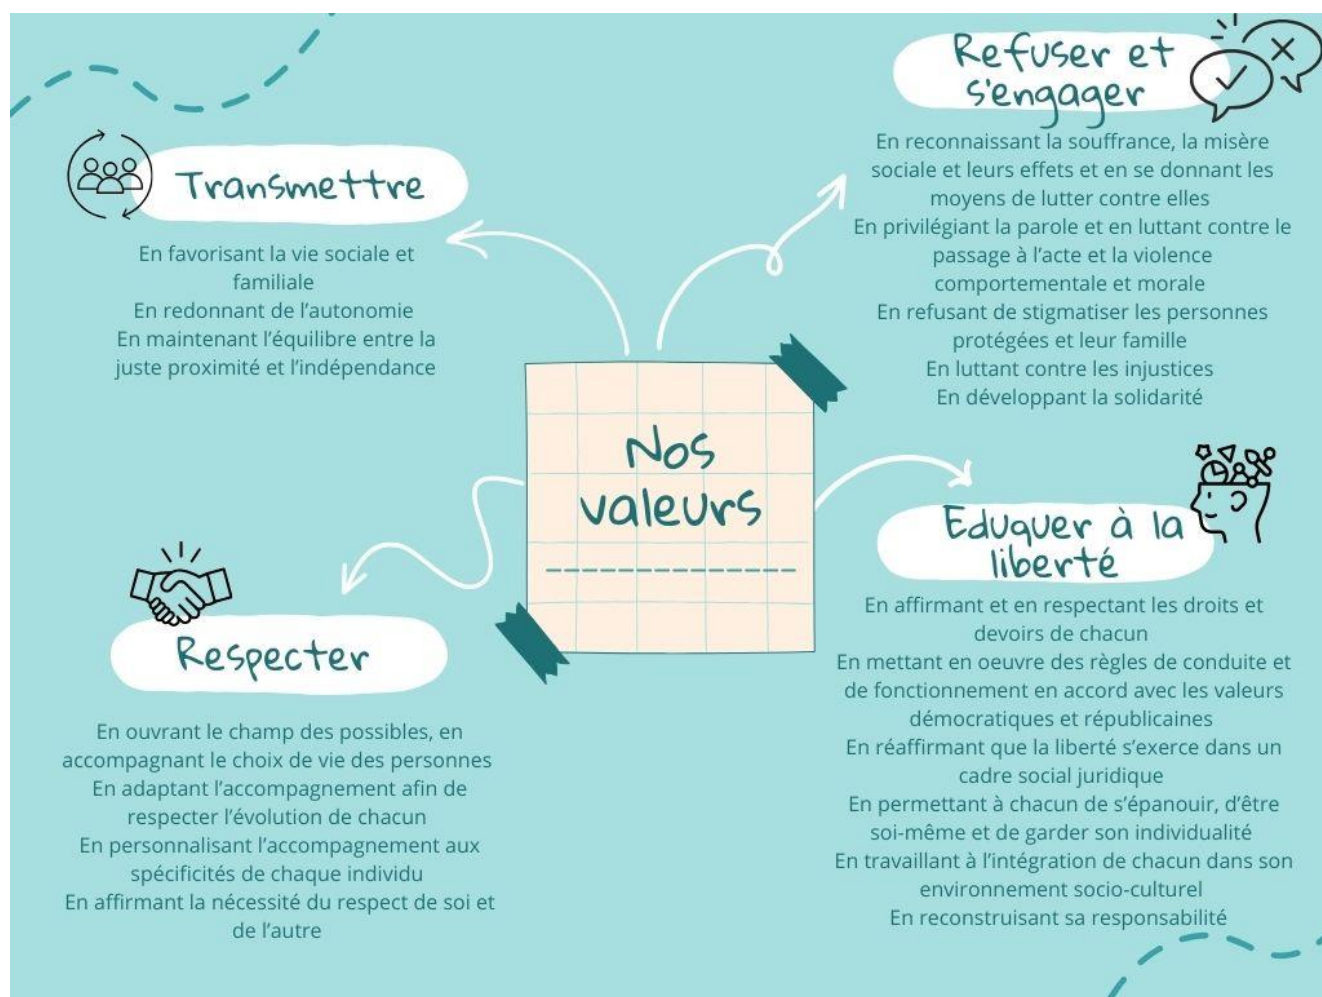 Nos
valeurs
Transmettre
En favorisant la vie sociale et
familiale
En redonnant de l'autonomie
En maintenant l'équilibre entre la
juste proximité et l'indépendance
Refuser et
s'engager
En reconnaissant la souffrance, la misère
sociale et leurs effets et en se donnant les
moyens de lutter contre elles
En privilégiant la parole et en luttant contre le
passage à l'acte et la violence
comportementale et morale
En refusant de stigmatiser les personnes
protégées et leur famille
En luttant contre les injustices
En développant la solidarité
Respecter
En ouvrant le champ des possibles, en
accompagnant le choix de vie des personnes
En adaptant l'accompagnement afin de
respecter l'évolution de chacun
En personnalisant l'accompagnement aux
spécificités de chaque individu
En affirmant la nécessité du respect de soi et
de l'autre
Eduquer à la
liberté
En affirmant et en respectant les droits et
devoirs de chacun
En mettant en oeuvre des règles de conduite et
de fonctionnement en accord avec les valeurs
démocratiques et républicaines
En réaffirmant que la liberté s'exerce dans un
cadre social juridique
En permettant à chacun de s'épanouir, d'être
soi-même et de garder son individualité
En travaillant à l'intégration de chacun dans son
environnement socio-culturel
En reconstruisant sa responsabilité